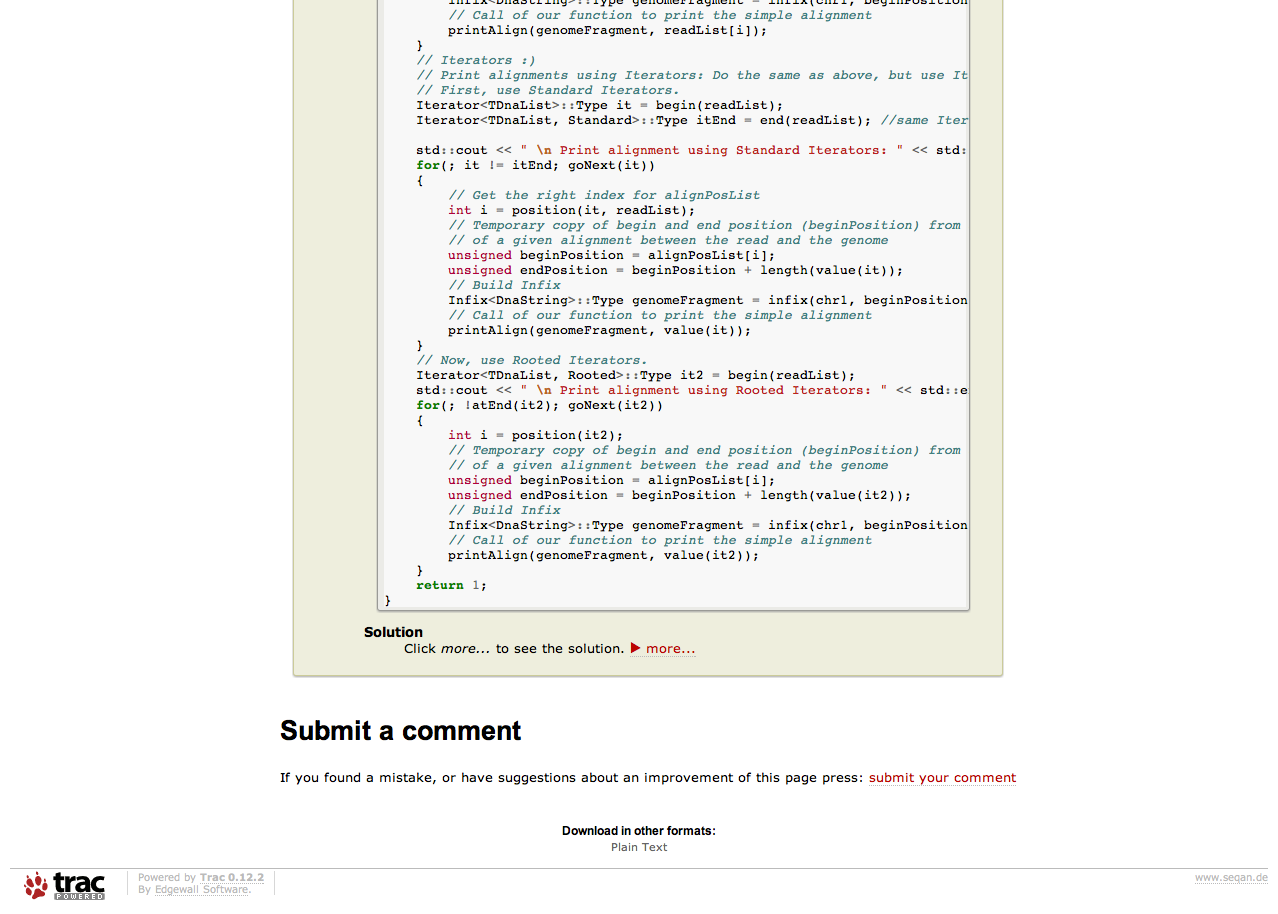 Infix<DnaString>::Type genomeFragment = infix(chr1, beginPosition
// Call of our function to print the simple alignment
printAlign(genomeFragment, readList[i]);
}
// Iterators :)
// Print alignments using Iterators: Do the same as above, but use It
// First, use Standard Iterators.
Iterator<TDnaList>::Type it = begin(readList);
Iterator<TDnaList, Standard>::Type itEnd = end(readList); //same Iter
std::cout << " \n Print alignment using Standard Iterators: " << std:
for(; it != itEnd; goNext(it))
{
// Get the right index for alignPosList
int i = position(it, readList);
// Temporary copy of begin and end position (beginPosition) from
// of a given alignment between the read and the genome
unsigned beginPosition = alignPosList[i];
unsigned endPosition = beginPosition + length(value(it));
// Build Infix
Infix<DnaString>::Type genomeFragment = infix(chr1, beginPosition
// Call of our function to print the simple alignment
printAlign(genomeFragment, value(it));
}
// Now, use Rooted Iterators.
Iterator<TDnaList, Rooted>::Type it2 = begin(readList);
std::cout << " \n Print alignment using Rooted Iterators: " << std::e
for(; !atEnd(it2); goNext(it2))
{
int i = position(it2);
// Temporary copy of begin and end position (beginPosition) from
// of a given alignment between the read and the genome
unsigned beginPosition = alignPosList[i];
unsigned endPosition = beginPosition + length(value(it2));
// Build Infix
Infix<DnaString>::Type genomeFragment = infix(chr1, beginPosition
// Call of our function to print the simple alignment
printAlign(genomeFragment, value(it2));
}
return 1;
}
Solution
Click more... to see the solution. ▶ more...
Submit a comment
If you found a mistake, or have suggestions about an improvement of this page press: submit your comment
Download in other formats:
Plain Text
trac POWERED
Powered by Trac 0.12.2
By Edgewall Software.
www.seqan.de